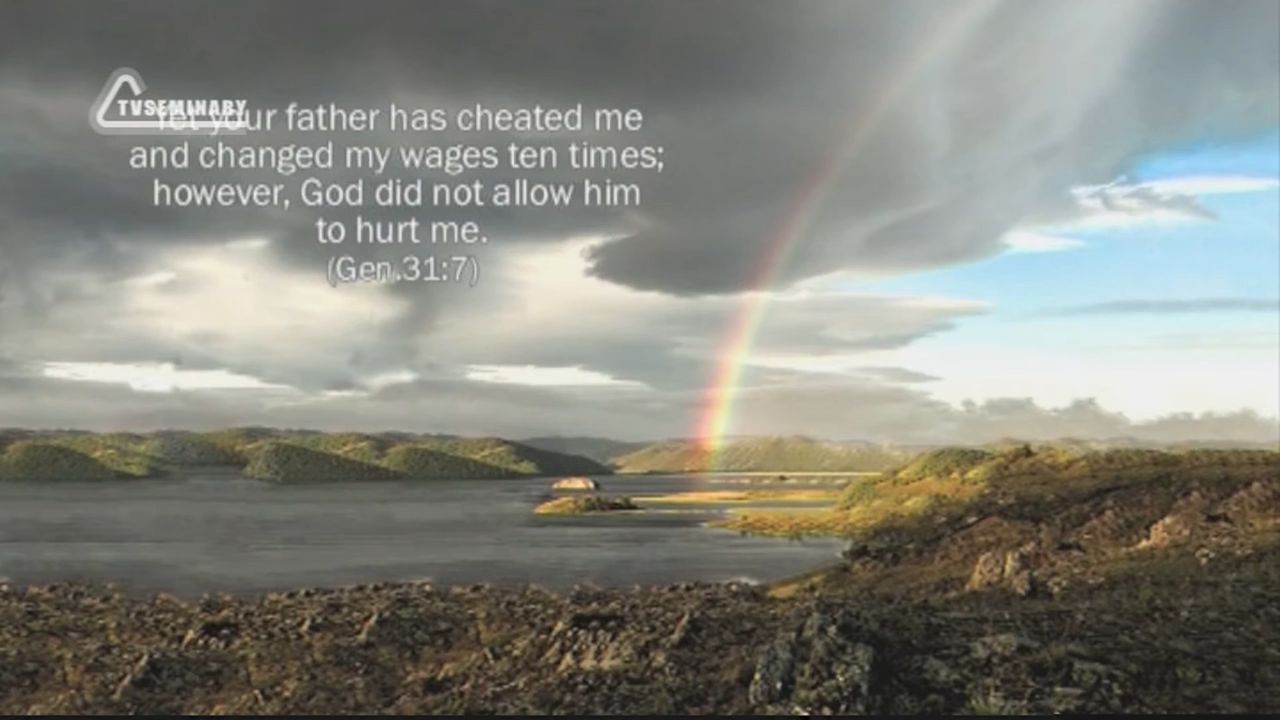 TVSEMINARY
Yet your father has cheated me
and changed my wages ten times;
however, God did not allow him
to hurt me.
(Gen.31:7)